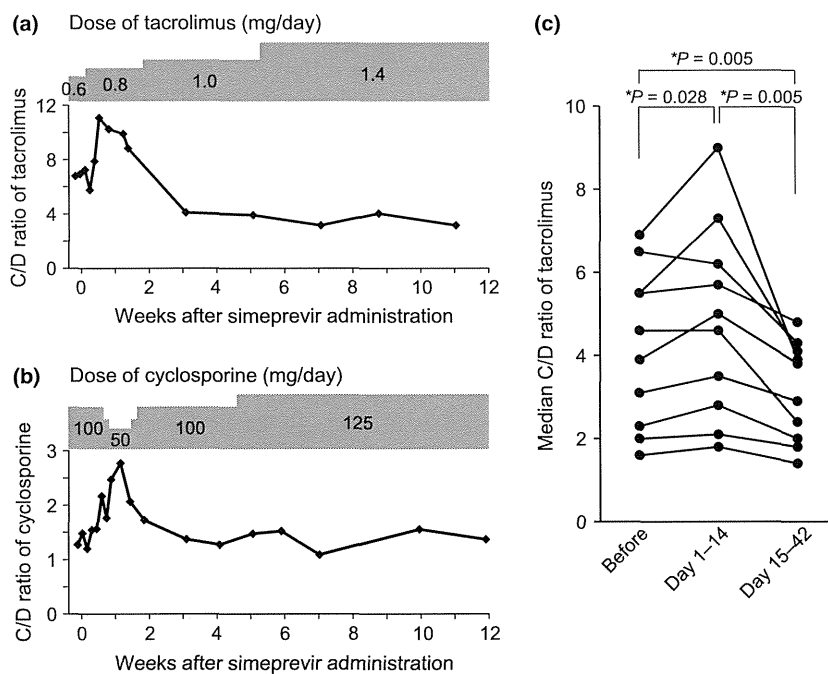 (a) Dose of tacrolimus (mg/day)
0.6 0.8 1.0 1.4
C/D ratio of tacrolimus
12
8
4
0
0 2 4 6 8 10 12
Weeks after simeprevir administration
(b) Dose of cyclosporine (mg/day)
100 50 100 125
C/D ratio of cyclosporine
3
2
1
0
0 2 4 6 8 10 12
Weeks after simeprevir administration
(c)
*P = 0.005
*P = 0.028 *P = 0.005
Median C/D ratio of tacrolimus
10
8
6
4
2
0
Before Day 1–14 Day 15–42